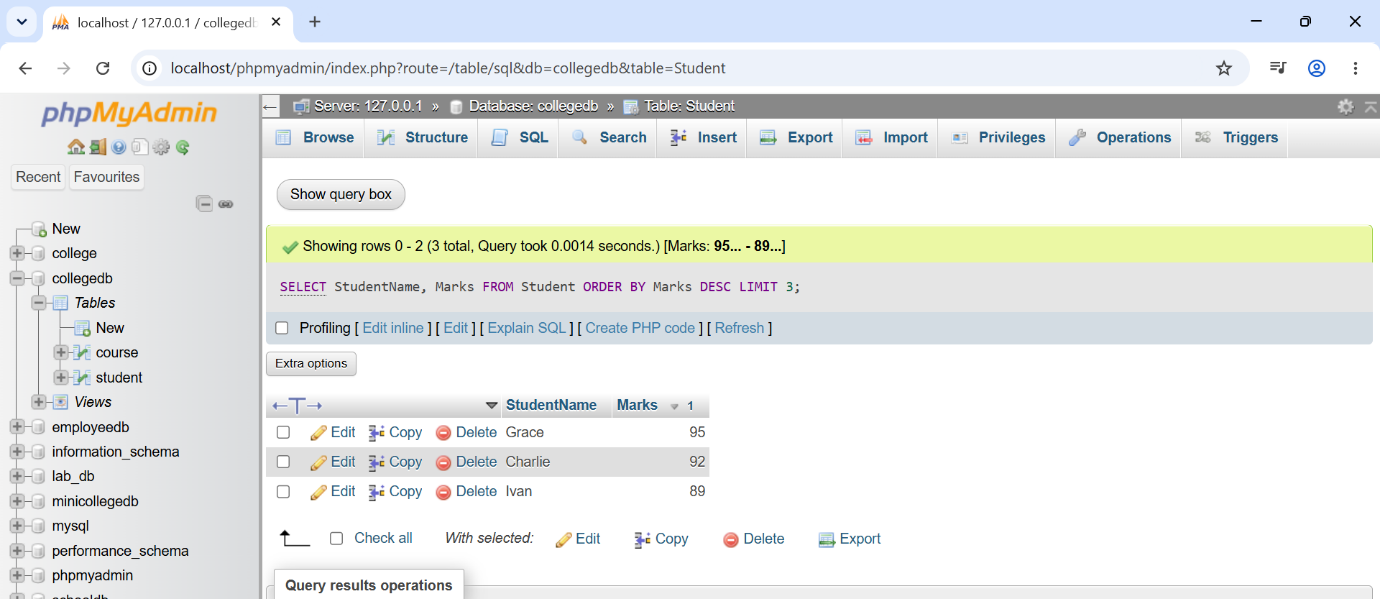 localhost / 127.0.0.1 / collegedb
localhost/phpmyadmin/index.php?route=/table/sql&db=collegedb&table=Student
phpMyAdmin
Recent Favourites
New
college
collegedb
Tables
New
course
student
Views
employeedb
information_schema
lab_db
minicollegedb
mysql
performance_schema
phpmyadmin
Server: 127.0.0.1 » Database: collegedb » Table: Student
Browse Structure SQL Search Insert Export Import Privileges Operations Triggers
Show query box
Showing rows 0 - 2 (3 total, Query took 0.0014 seconds.) [Marks: 95... - 89...]
SELECT StudentName, Marks FROM Student ORDER BY Marks DESC LIMIT 3;
Profiling [ Edit inline ] [ Edit ] [ Explain SQL ] [ Create PHP code ] [ Refresh ]
Extra options
←T→ StudentName Marks 1
Edit Copy Delete Grace 95
Edit Copy Delete Charlie 92
Edit Copy Delete Ivan 89
Check all With selected: Edit Copy Delete Export
Query results operations